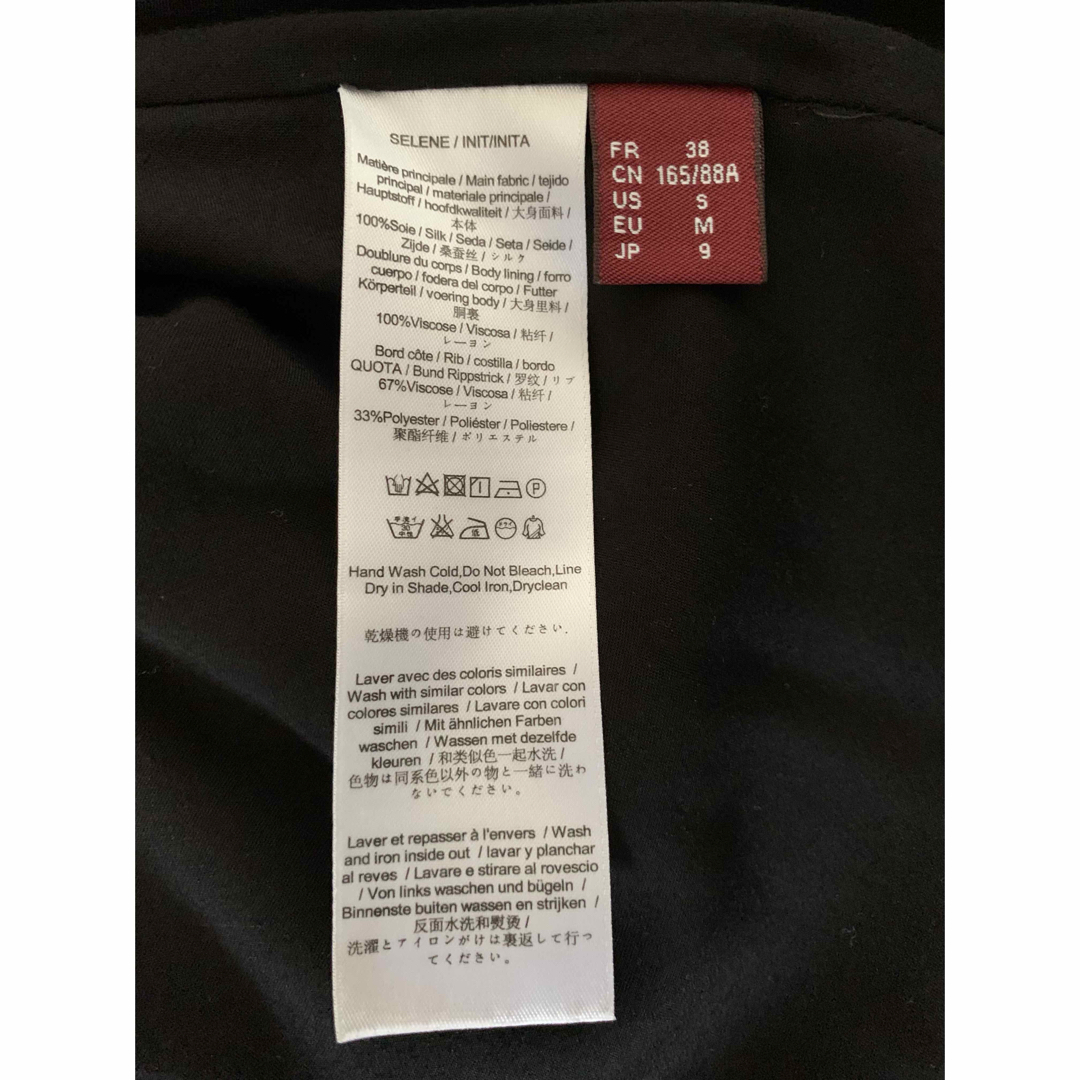 SELENE / INIT/INITA
Matière principale / Main fabric / tejido
principal / materiale principale /
Hauptstoff / hoofdkwaliteit / 大身面料 /
本体
100%Soie / Silk / Seda / Seta / Seide /
Zijde / 桑蚕丝 / シルク
Doublure du corps / Body lining / forro
cuerpo / fodera del corpo / Futter
Körperteil / voering body / 大身里料 /
胴裏
100%Viscose / Viscosa / 粘纤 /
レーヨン
Bord côte / Rib / costilla / bordo
QUOTA / Bund Rippstrick / 罗纹 / リブ
67%Viscose / Viscosa / 粘纤 /
レーヨン
33%Polyester / Poliéster / Poliestere /
聚酯纤维 / ポリエステル
P
手洗イ
30
中性
低
ドライ
Hand Wash Cold,Do Not Bleach,Line
Dry in Shade,Cool Iron,Dryclean
乾燥機の使用は避けてください.
Laver avec des coloris similaires /
Wash with similar colors / Lavar con
colores similares / Lavare con colori
simili / Mit ähnlichen Farben
waschen / Wassen met dezelfde
kleuren / 和类似色一起水洗 /
色物は同系色以外の物と一緒に洗わ
ないでください。
Laver et repasser à l'envers / Wash
and iron inside out / lavar y planchar
al reves / Lavare e stirare al rovescio
/ Von links waschen und bügeln /
Binnenste buiten wassen en strijken /
反面水洗和熨烫 /
洗濯とアイロンがけは裏返して行っ
てください。
FR 38
CN 165/88A
US S
EU M
JP 9